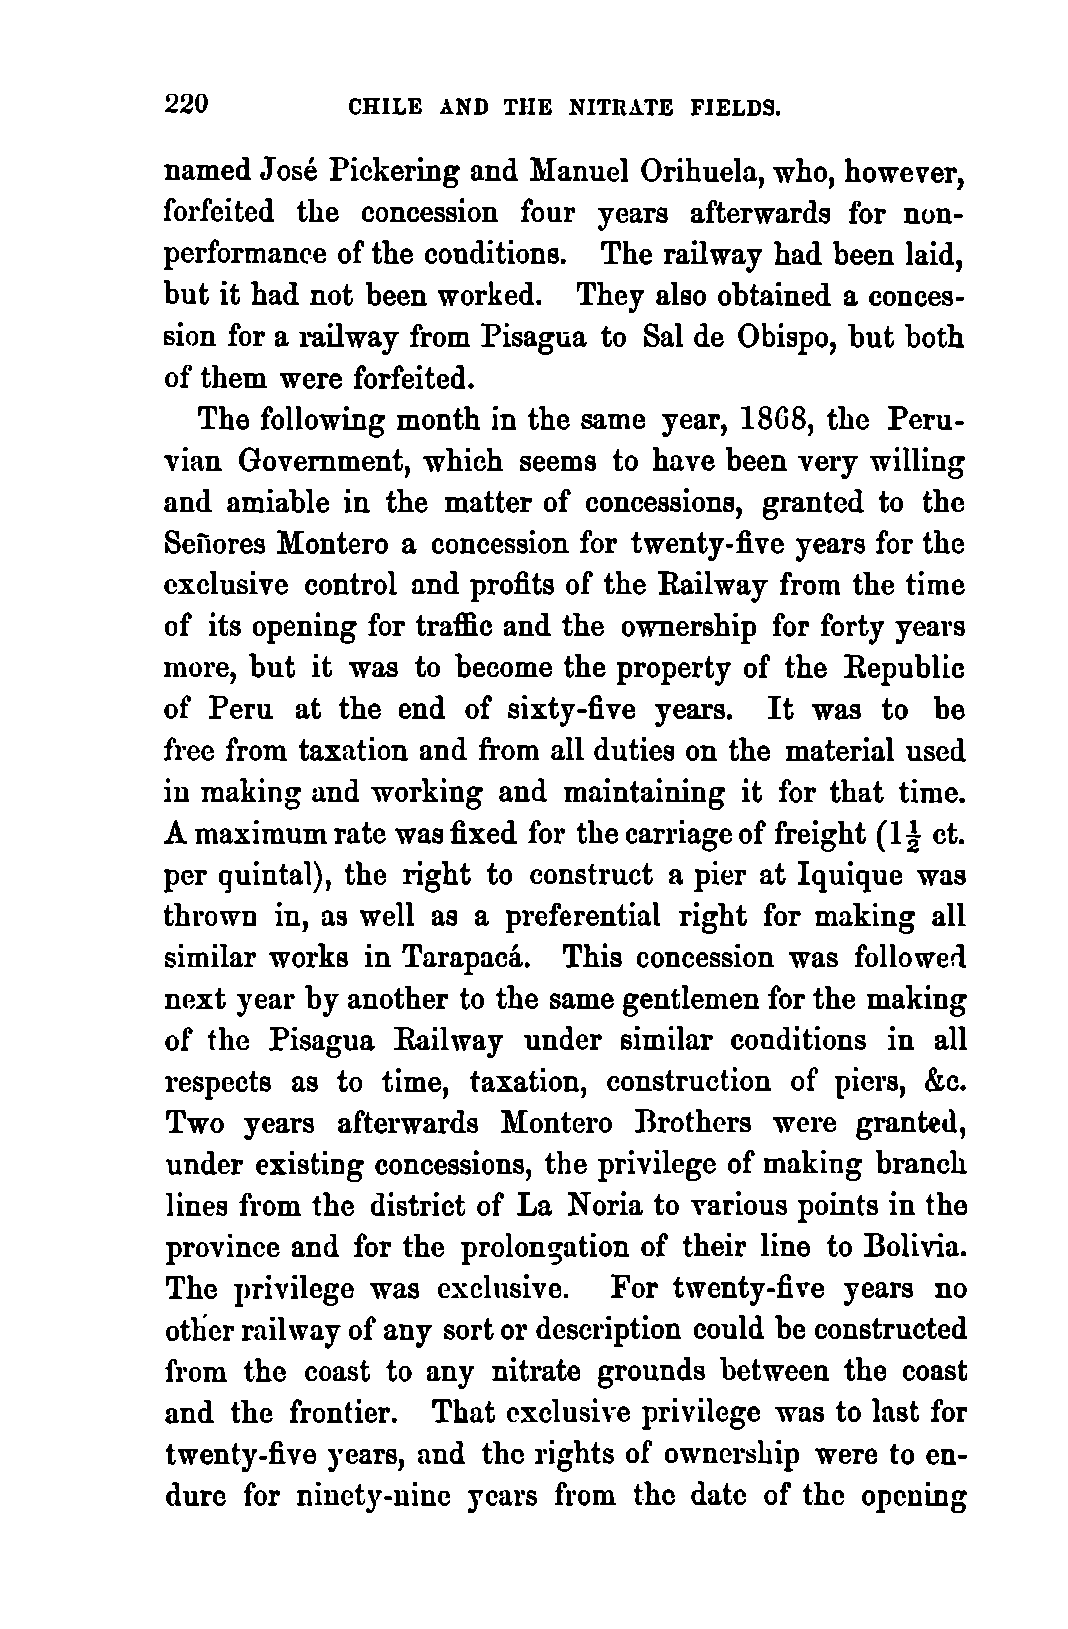 220 CHILE AND THE NITRATE FIELDS.
named José Pickering and Manuel Orihuela, who, however,
forfeited the concession four years afterwards for non-
performance of the conditions. The railway had been laid,
but it had not been worked. They also obtained a conces-
sion for a railway from Pisagua to Sal de Obispo, but both
of them were forfeited.
The following month in the same year, 1868, the Peru-
vian Government, which seems to have been very willing
and amiable in the matter of concessions, granted to the
Señores Montero a concession for twenty-five years for the
exclusive control and profits of the Railway from the time
of its opening for traffic and the ownership for forty years
more, but it was to become the property of the Republic
of Peru at the end of sixty-five years. It was to be
free from taxation and from all duties on the material used
in making and working and maintaining it for that time.
A maximum rate was fixed for the carriage of freight (1½ ct.
per quintal), the right to construct a pier at Iquique was
thrown in, as well as a preferential right for making all
similar works in Tarapacá. This concession was followed
next year by another to the same gentlemen for the making
of the Pisagua Railway under similar conditions in all
respects as to time, taxation, construction of piers, &c.
Two years afterwards Montero Brothers were granted,
under existing concessions, the privilege of making branch
lines from the district of La Noria to various points in the
province and for the prolongation of their line to Bolivia.
The privilege was exclusive. For twenty-five years no
other railway of any sort or description could be constructed
from the coast to any nitrate grounds between the coast
and the frontier. That exclusive privilege was to last for
twenty-five years, and the rights of ownership were to en-
dure for ninety-nine years from the date of the opening